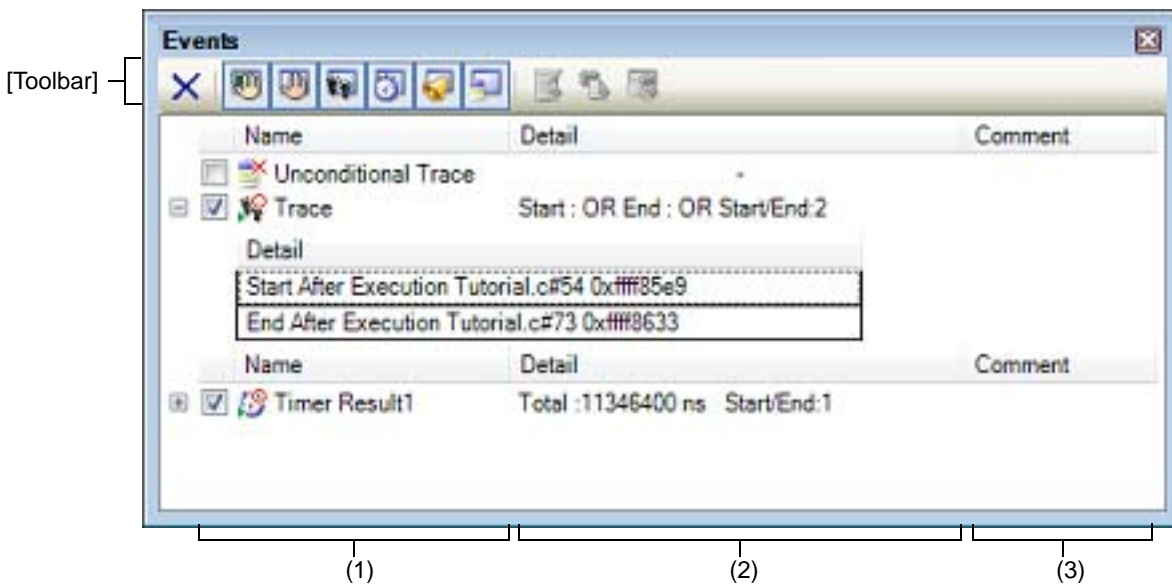 Events
[Toolbar]
Name Detail Comment
Unconditional Trace -
Trace Start : OR End : OR Start/End:2
Detail
Start After Execution Tutorial.c#54 0xffff85e9
End After Execution Tutorial.c#73 0xffff8633
Name Detail Comment
Timer Result1 Total :11346400 ns Start/End:1
(1) (2) (3)